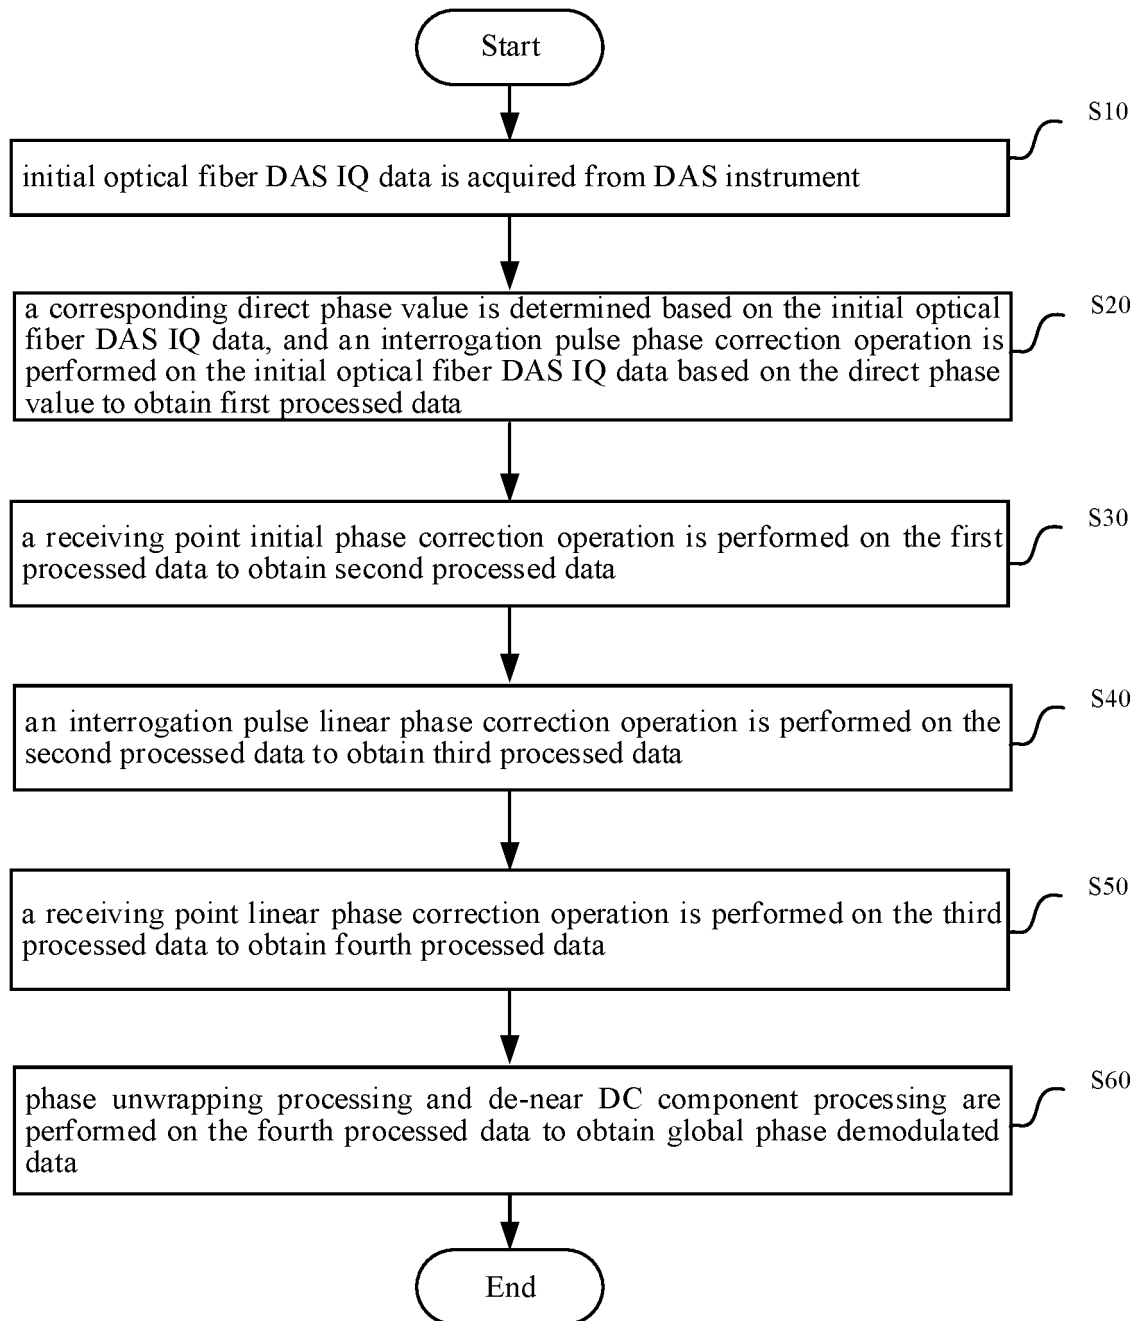 Start
S10
initial optical fiber DAS IQ data is acquired from DAS instrument
S20
a corresponding direct phase value is determined based on the initial optical
fiber DAS IQ data, and an interrogation pulse phase correction operation is
performed on the initial optical fiber DAS IQ data based on the direct phase
value to obtain first processed data
S30
a receiving point initial phase correction operation is performed on the first
processed data to obtain second processed data
S40
an interrogation pulse linear phase correction operation is performed on the
second processed data to obtain third processed data
S50
a receiving point linear phase correction operation is performed on the third
processed data to obtain fourth processed data
S60
phase unwrapping processing and de-near DC component processing are
performed on the fourth processed data to obtain global phase demodulated
data
End